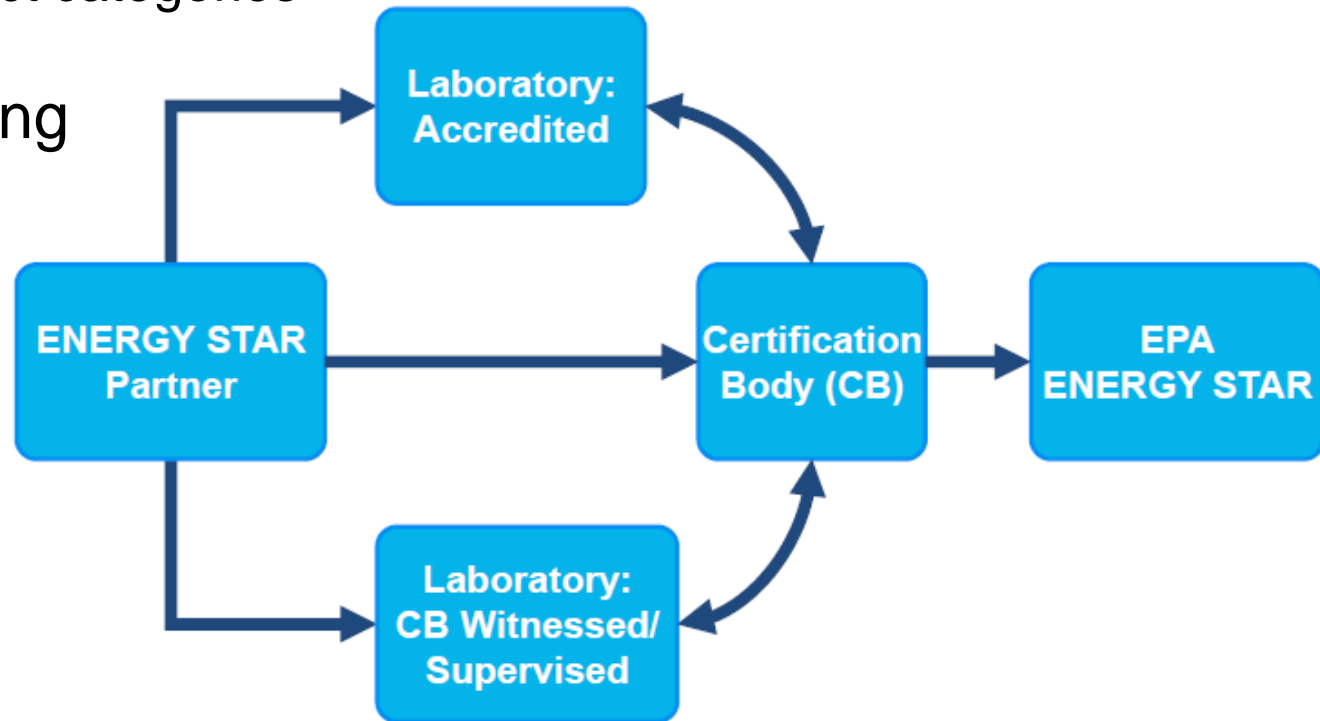 Laboratory:
Accredited
ng
ENERGY STAR
Partner
Certification
Body (CB)
EPA
ENERGY STAR
Laboratory:
CB Witnessed/
Supervised